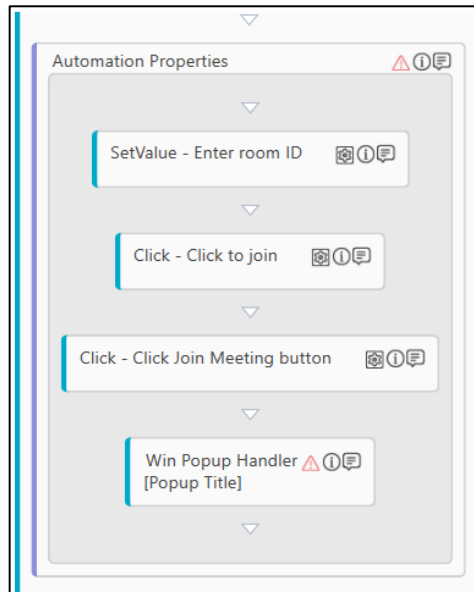 Automation Properties
SetValue - Enter room ID
Click - Click to join
Click - Click Join Meeting button
Win Popup Handler
[Popup Title]